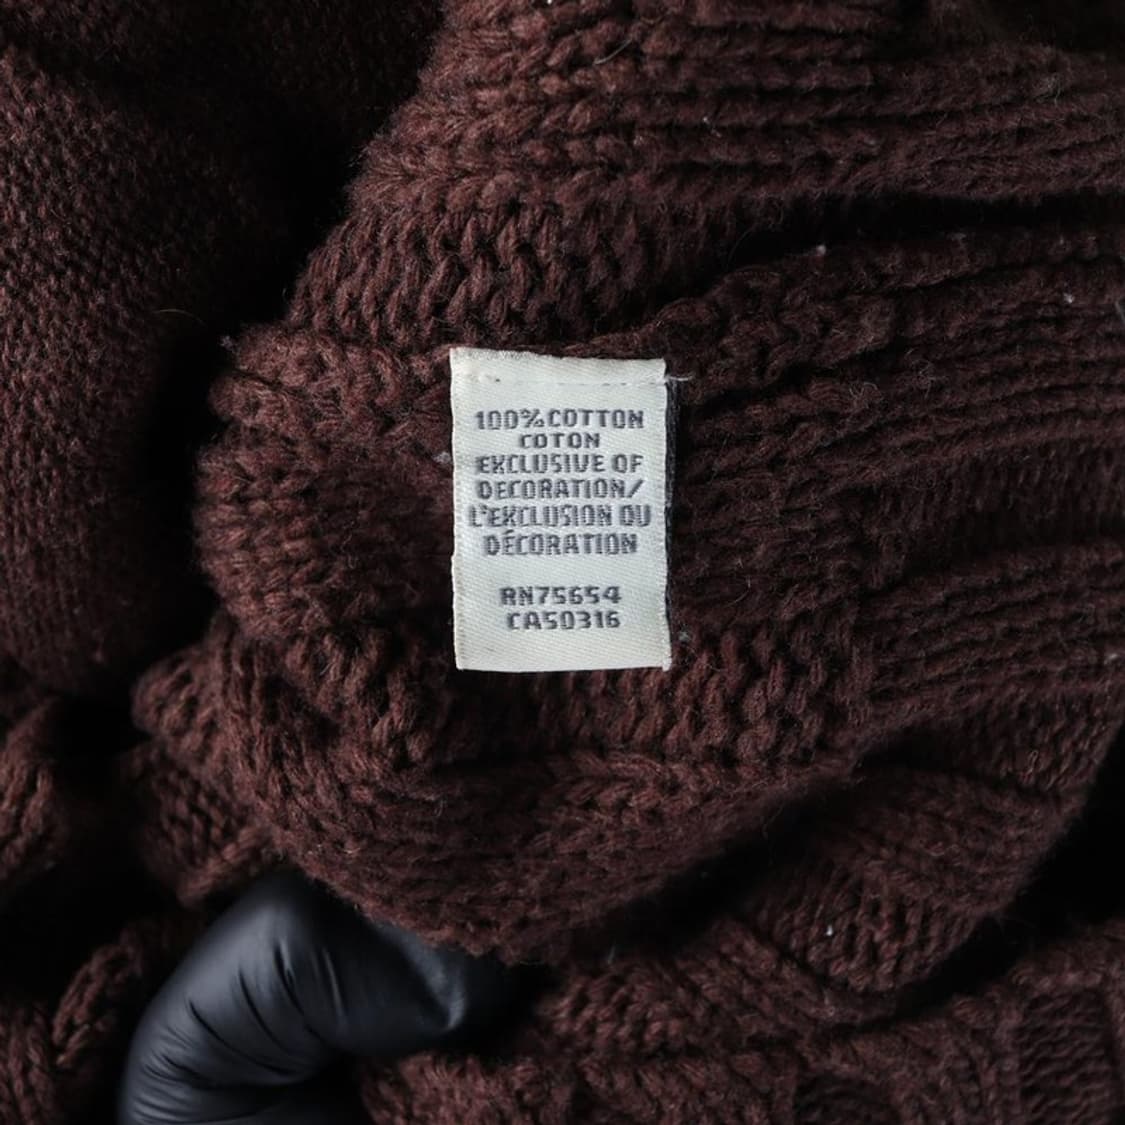 100%COTTON
COTON
EXCLUSIVE OF
DECORATION/
L'EXCLUSION DU
DÉCORATION
RN75654
CA50316